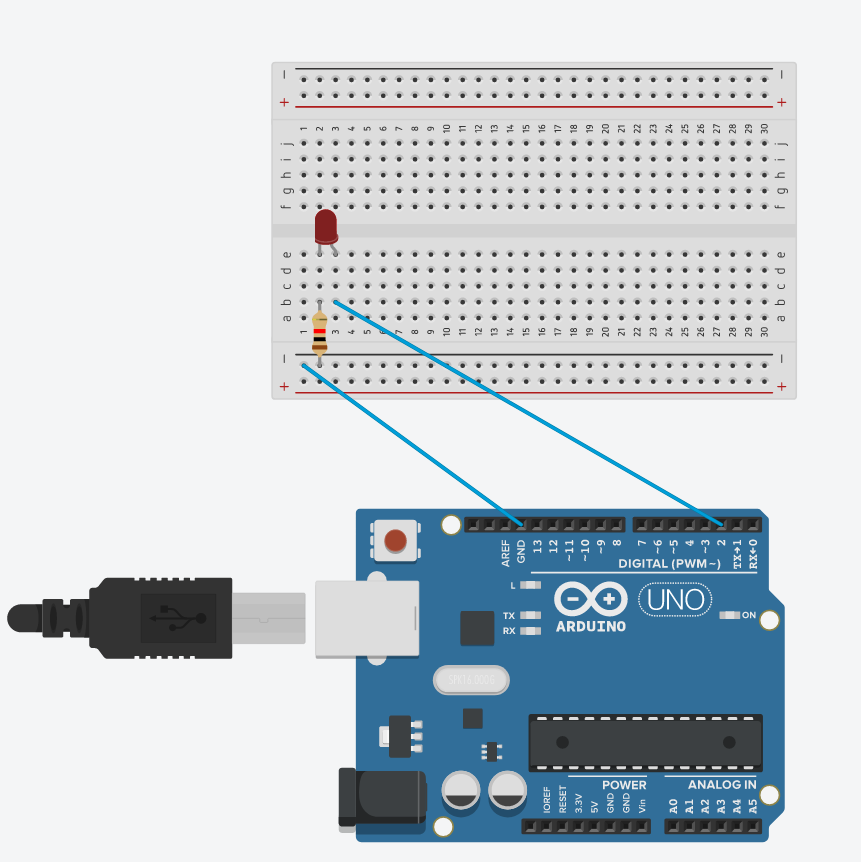 − −
+ +
1 2 3 4 5 6 7 8 9 10 11 12 13 14 15 16 17 18 19 20 21 22 23 24 25 26 27 28 29 30
j j
i i
h h
g g
f f
e e
d d
c c
b b
a a
1 2 3 4 5 6 7 8 9 10 11 12 13 14 15 16 17 18 19 20 21 22 23 24 25 26 27 28 29 30
− −
+ +
AREF GND 13 12 ~11 ~10 ~9 8 7 ~6 ~5 4 ~3 2 TX→1 RX←0
DIGITAL (PWM~)
L
TX
RX
ARDUINO
UNO
ON
POWER
ANALOG IN
IOREF RESET 3.3V 5V GND GND Vin A0 A1 A2 A3 A4 A5